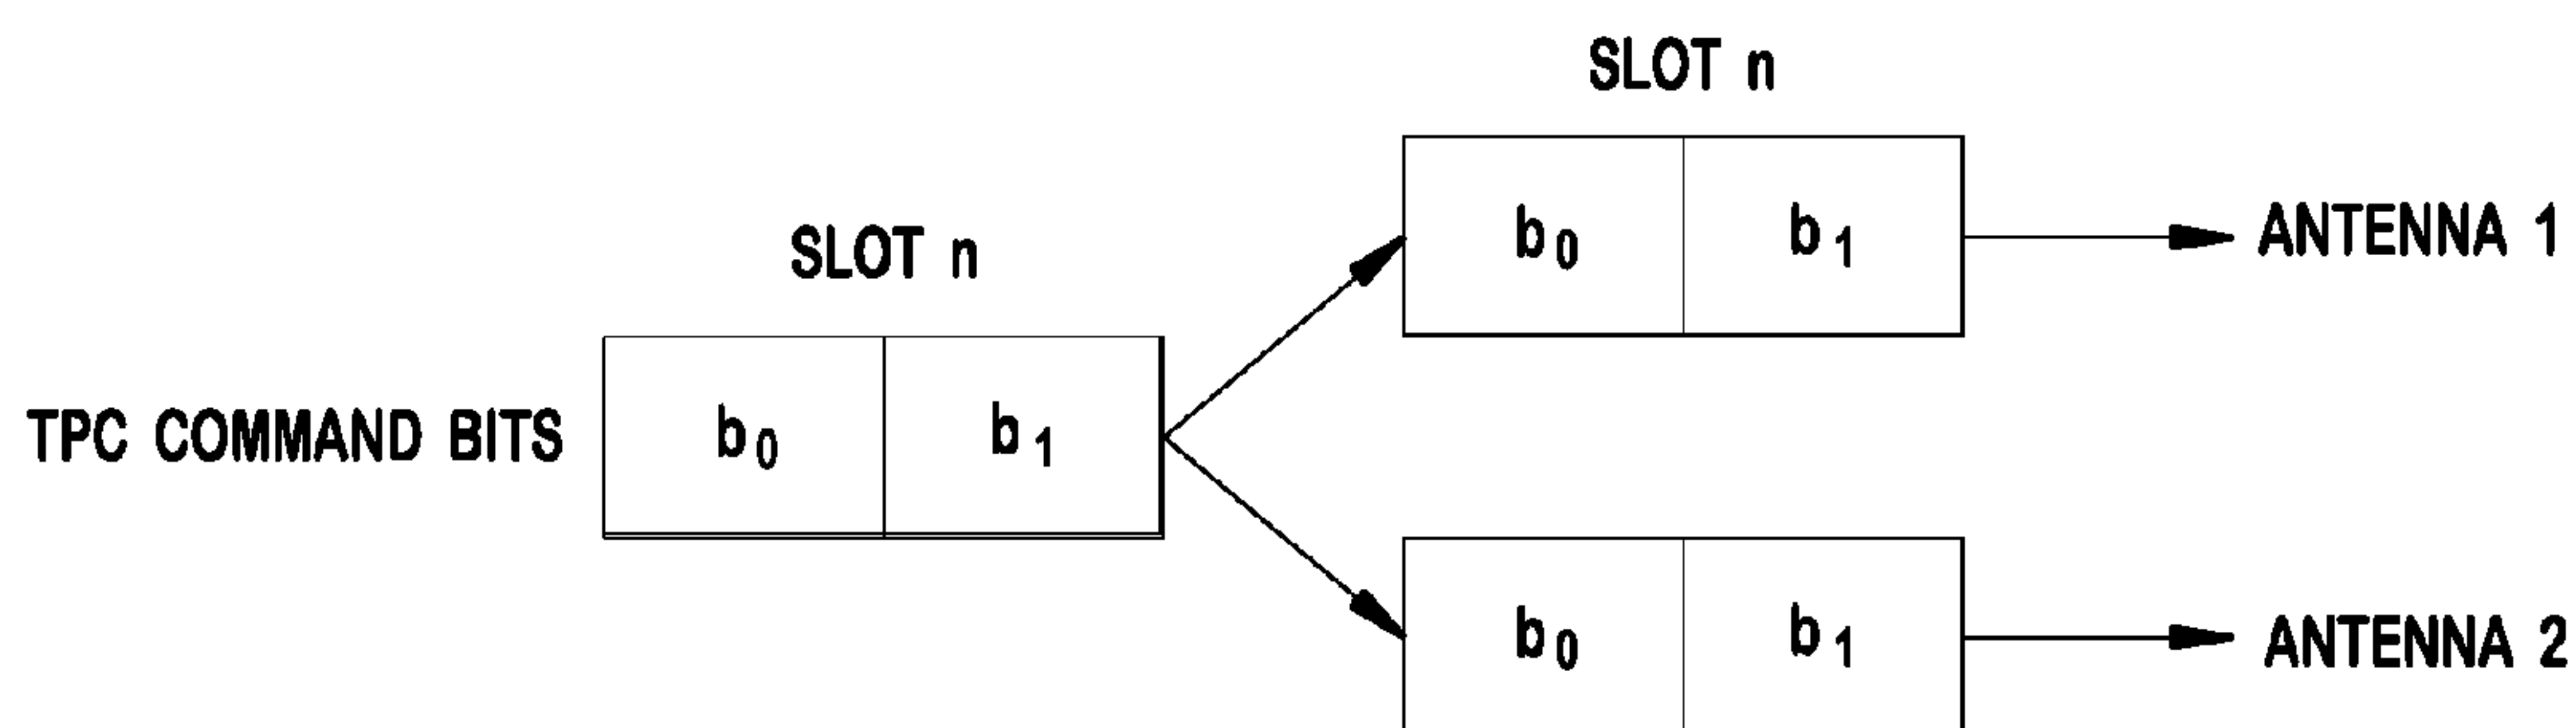 SLOT n
b0 b1 ANTENNA 1
SLOT n
TPC COMMAND BITS b0 b1
b0 b1 ANTENNA 2